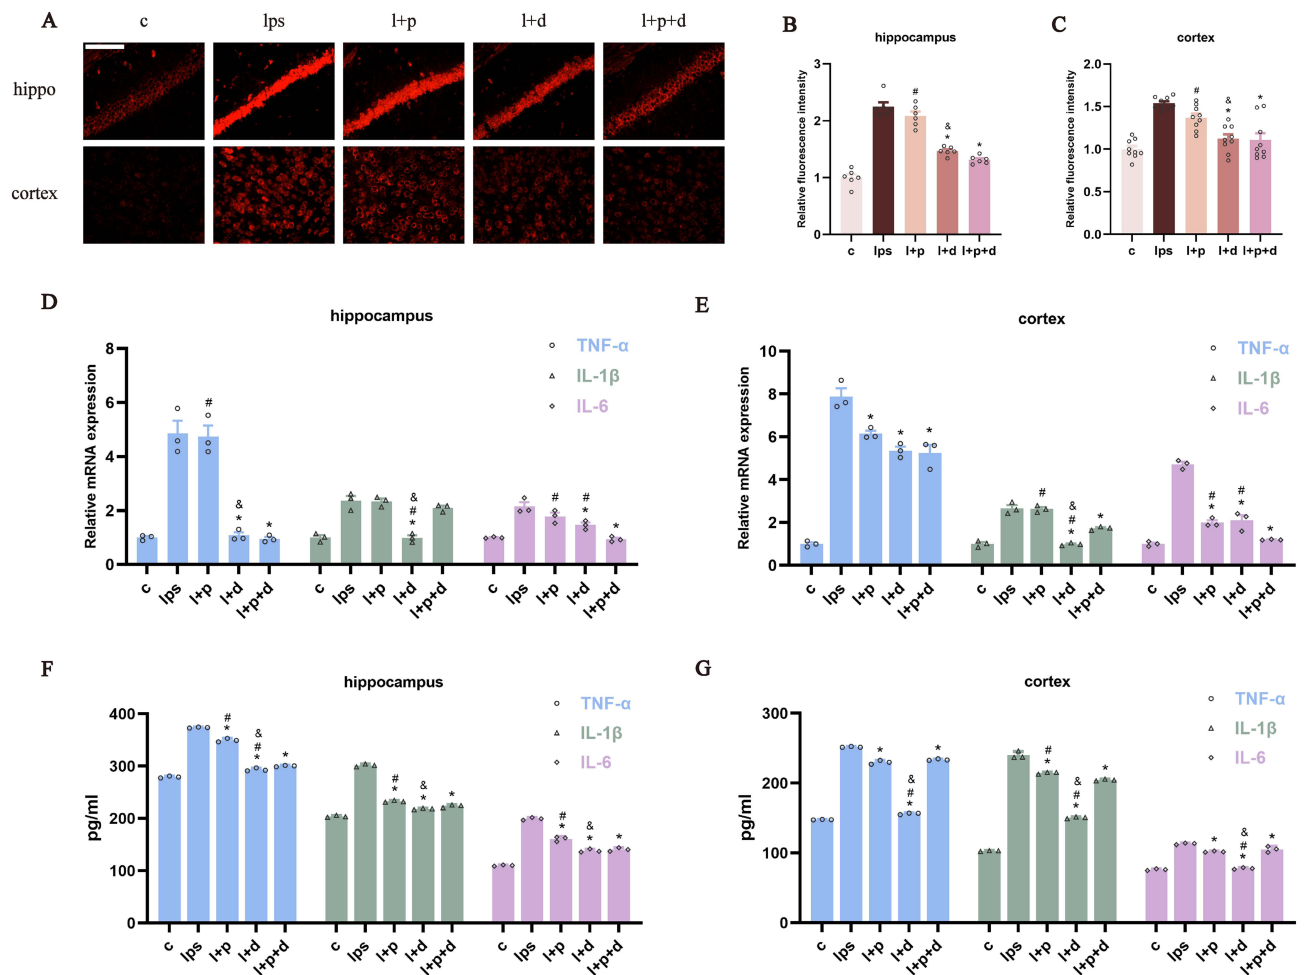 A
c
lps
l+p
l+d
l+p+d
hippo
cortex
B
hippocampus
Relative fluorescence intensity
3
2
1
0
#
&
*
*
c
lps
l+p
l+d
l+p+d
C
cortex
Relative fluorescence intensity
2.0
1.5
1.0
0.5
0.0
#
&
*
*
c
lps
l+p
l+d
l+p+d
D
hippocampus
Relative mRNA expression
8
6
4
2
0
TNF-α
IL-1β
IL-6
#
&
*
*
&
#
*
#
#
*
*
c
lps
l+p
l+d
l+p+d
c
lps
l+p
l+d
l+p+d
c
lps
l+p
l+d
l+p+d
E
cortex
Relative mRNA expression
10
8
6
4
2
0
TNF-α
IL-1β
IL-6
*
*
*
#
&
#
*
*
#
*
#
*
*
c
lps
l+p
l+d
l+p+d
c
lps
l+p
l+d
l+p+d
c
lps
l+p
l+d
l+p+d
F
hippocampus
pg/ml
400
300
200
100
0
TNF-α
IL-1β
IL-6
#
*
&
#
*
*
#
*
&
*
*
#
*
&
*
*
c
lps
l+p
l+d
l+p+d
c
lps
l+p
l+d
l+p+d
c
lps
l+p
l+d
l+p+d
G
cortex
pg/ml
300
200
100
0
TNF-α
IL-1β
IL-6
*
&
#
*
*
#
*
&
#
*
*
*
&
#
*
*
c
lps
l+p
l+d
l+p+d
c
lps
l+p
l+d
l+p+d
c
lps
l+p
l+d
l+p+d